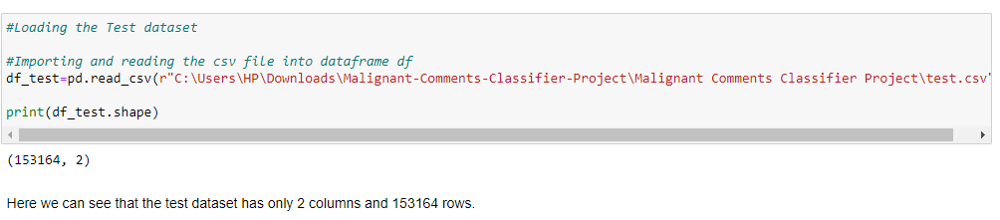 #Loading the Test dataset
#Importing and reading the csv file into dataframe df
df_test=pd.read_csv(r"C:\Users\HP\Downloads\Malignant-Comments-Classifier-Project\Malignant Comments Classifier Project\test.csv"
print(df_test.shape)
(153164, 2)
Here we can see that the test dataset has only 2 columns and 153164 rows.